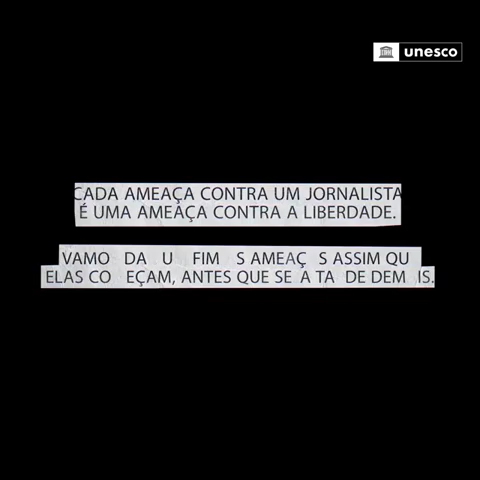 unesco
CADA AMEAÇA CONTRA UM JORNALISTA
É UMA AMEAÇA CONTRA A LIBERDADE.
VAMO DA U FIM S AMEAÇ S ASSIM QU
ELAS CO EÇAM, ANTES QUE SE A TA DE DEM IS.